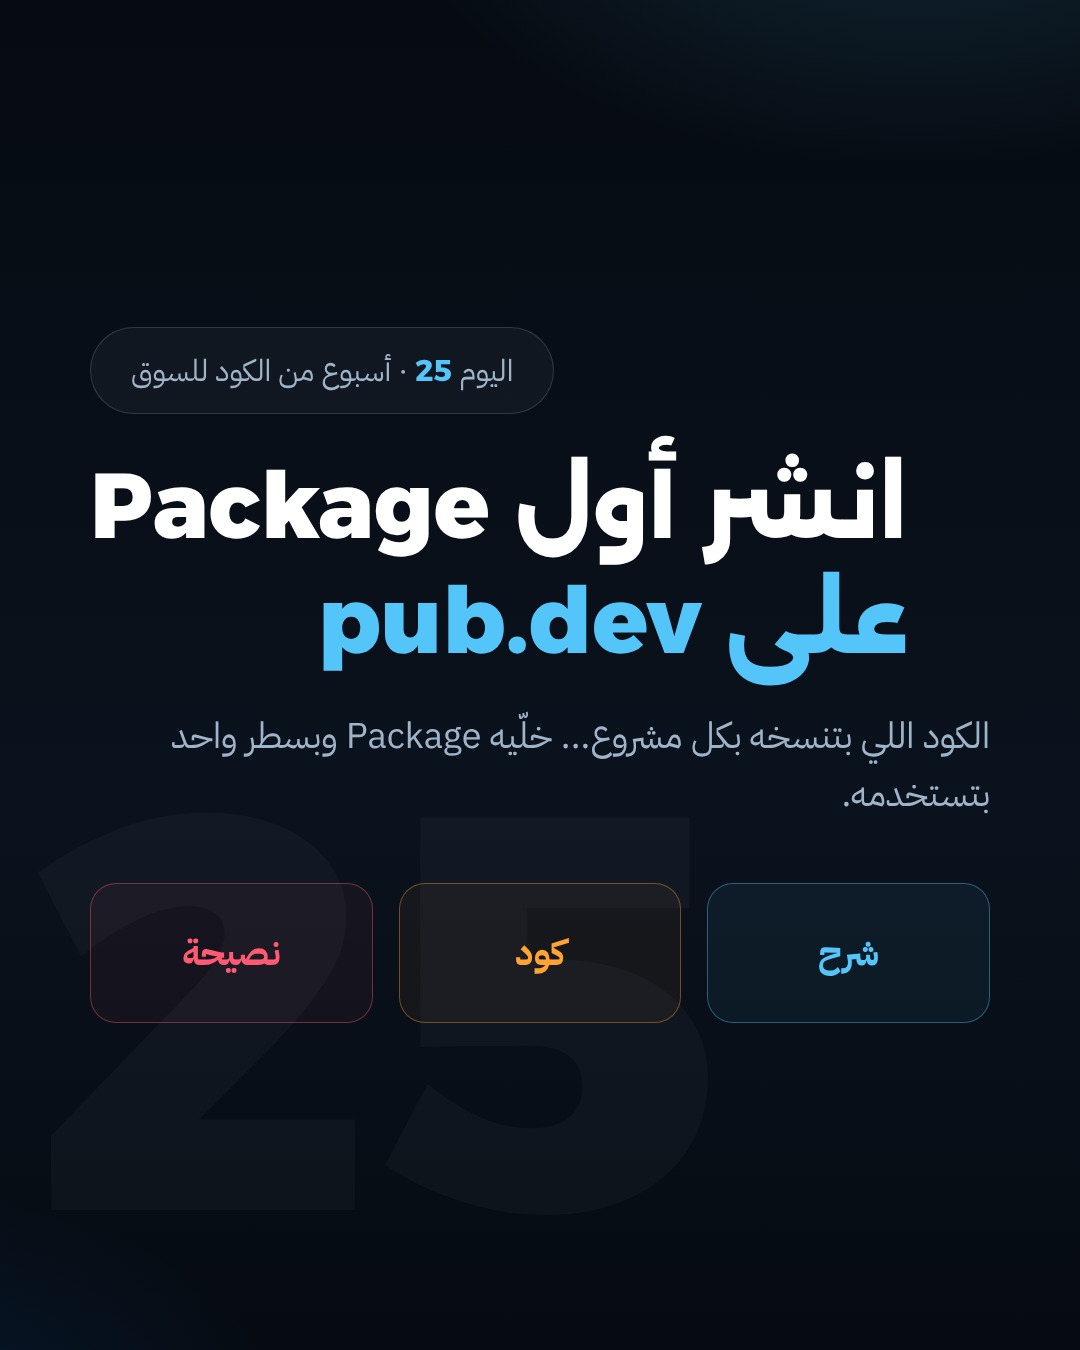 اليوم 25 · أسبوع من الكود للسوق
انشر أول Package
على pub.dev
الكود اللي بتنسخه بكل مشروع... خلّيه Package وبسطر واحد
بتستخدمه.
شرح
كود
نصيحة
25